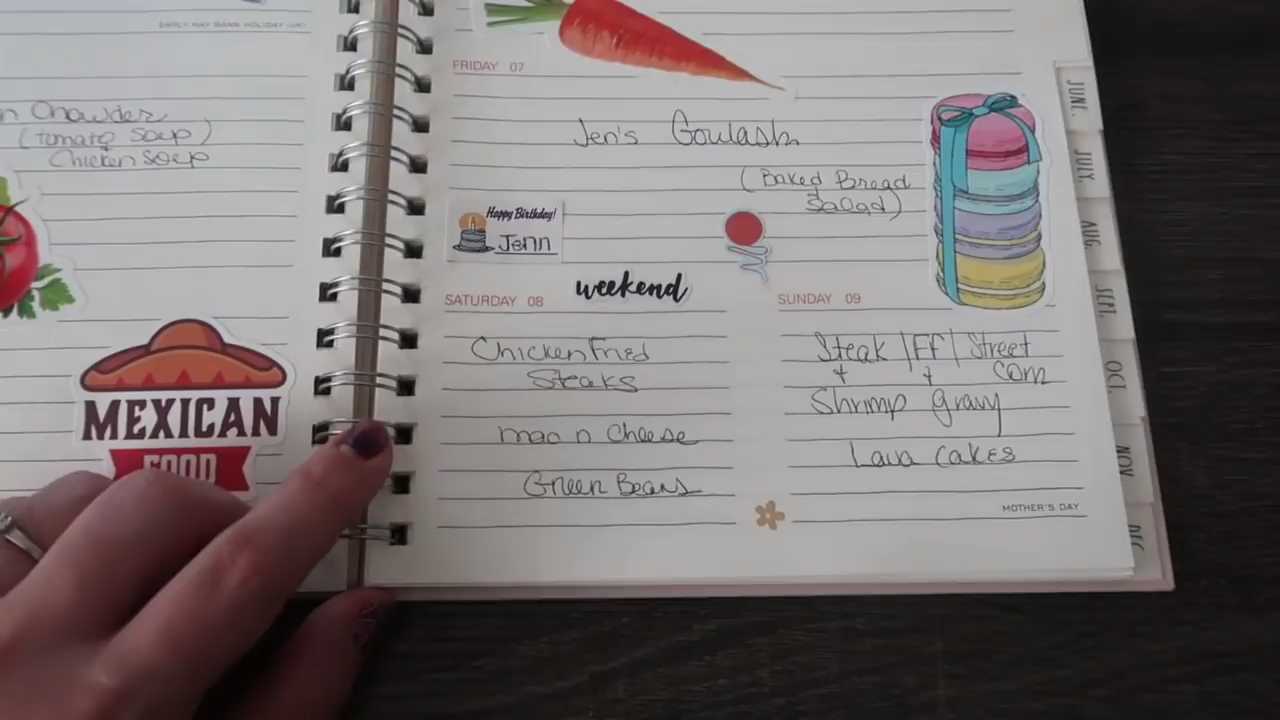 EARLY MAY BANK HOLIDAY (UK)
n Chowder
(Tomato Soup)
Chicken Soup
MEXICAN
FOOD
FRIDAY 07
Jen's Goulash
(Baked Bread
Salad)
Happy Birthday!
Jenn
weekend
SATURDAY 08
Chicken Fried
Steaks
mac n Cheese
Green Beans
SUNDAY 09
Steak | FF | Street
+ + Corn
Shrimp gravy
Lava Cakes
MOTHER'S DAY
JUNE.
JULY.
AUG.
SEPT.
OCT.
NOV.
DEC.